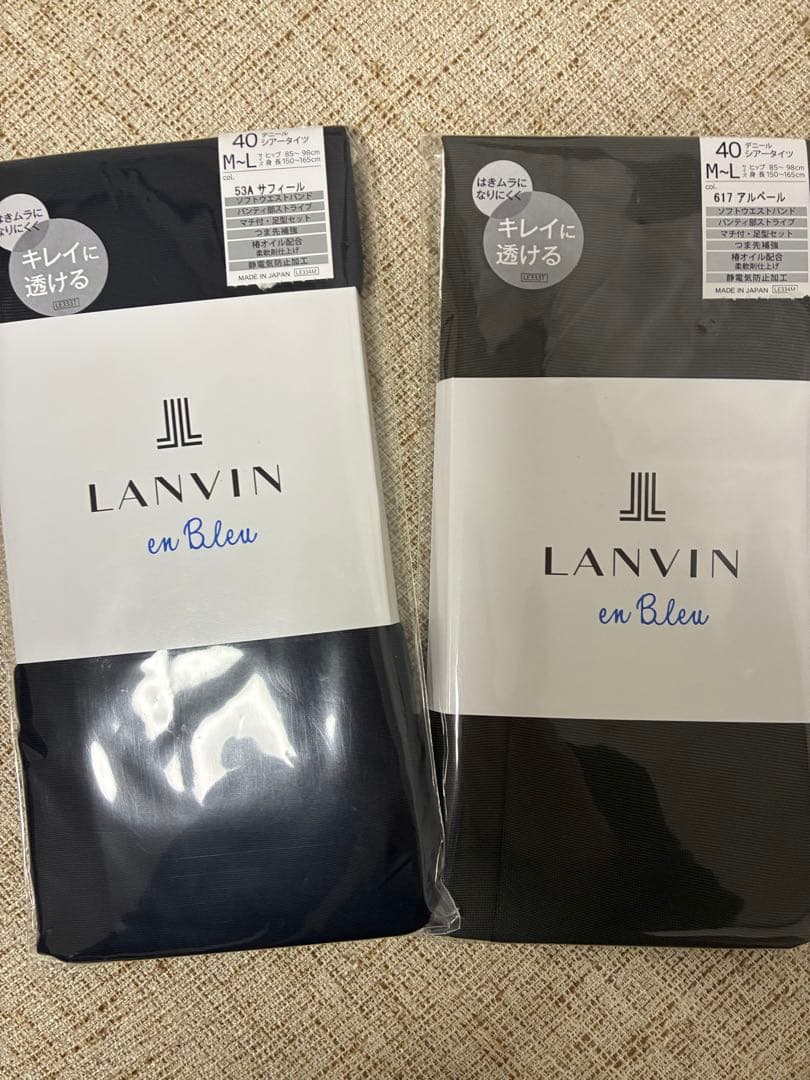 40 デニール
シアータイツ
M~L サイズ ヒップ 85~98cm
身長 150~165cm
col.
53A サフィール
ソフトウエストバンド
パンティ部ストライプ
マチ付・足型セット
つま先補強
椿オイル配合
柔軟剤仕上げ
静電気防止加工
MADE IN JAPAN LE334M
はきムラに
なりにくく
キレイに
透ける
LE333T
LANVIN
en Bleu
40 デニール
シアータイツ
M~L サイズ ヒップ 85~98cm
身長 150~165cm
col.
617 アルベール
ソフトウエストバンド
パンティ部ストライプ
マチ付・足型セット
つま先補強
椿オイル配合
柔軟剤仕上げ
静電気防止加工
MADE IN JAPAN LE334M
はきムラに
なりにくく
キレイに
透ける
LE333T
LANVIN
en Bleu